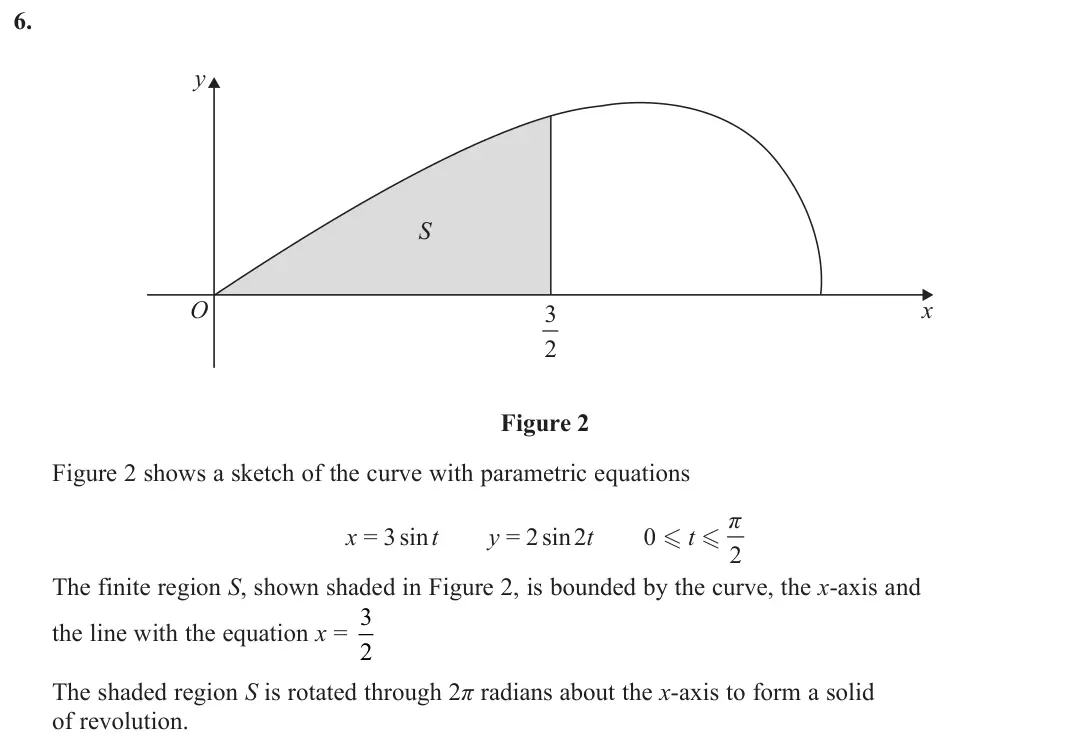 6.
y
S
O
3
2
x
Figure 2
Figure 2 shows a sketch of the curve with parametric equations
x = 3 sin t y = 2 sin 2t 0 ⩽ t ⩽ π/2
The finite region S, shown shaded in Figure 2, is bounded by the curve, the x-axis and
the line with the equation x = 3/2
The shaded region S is rotated through 2π radians about the x-axis to form a solid
of revolution.